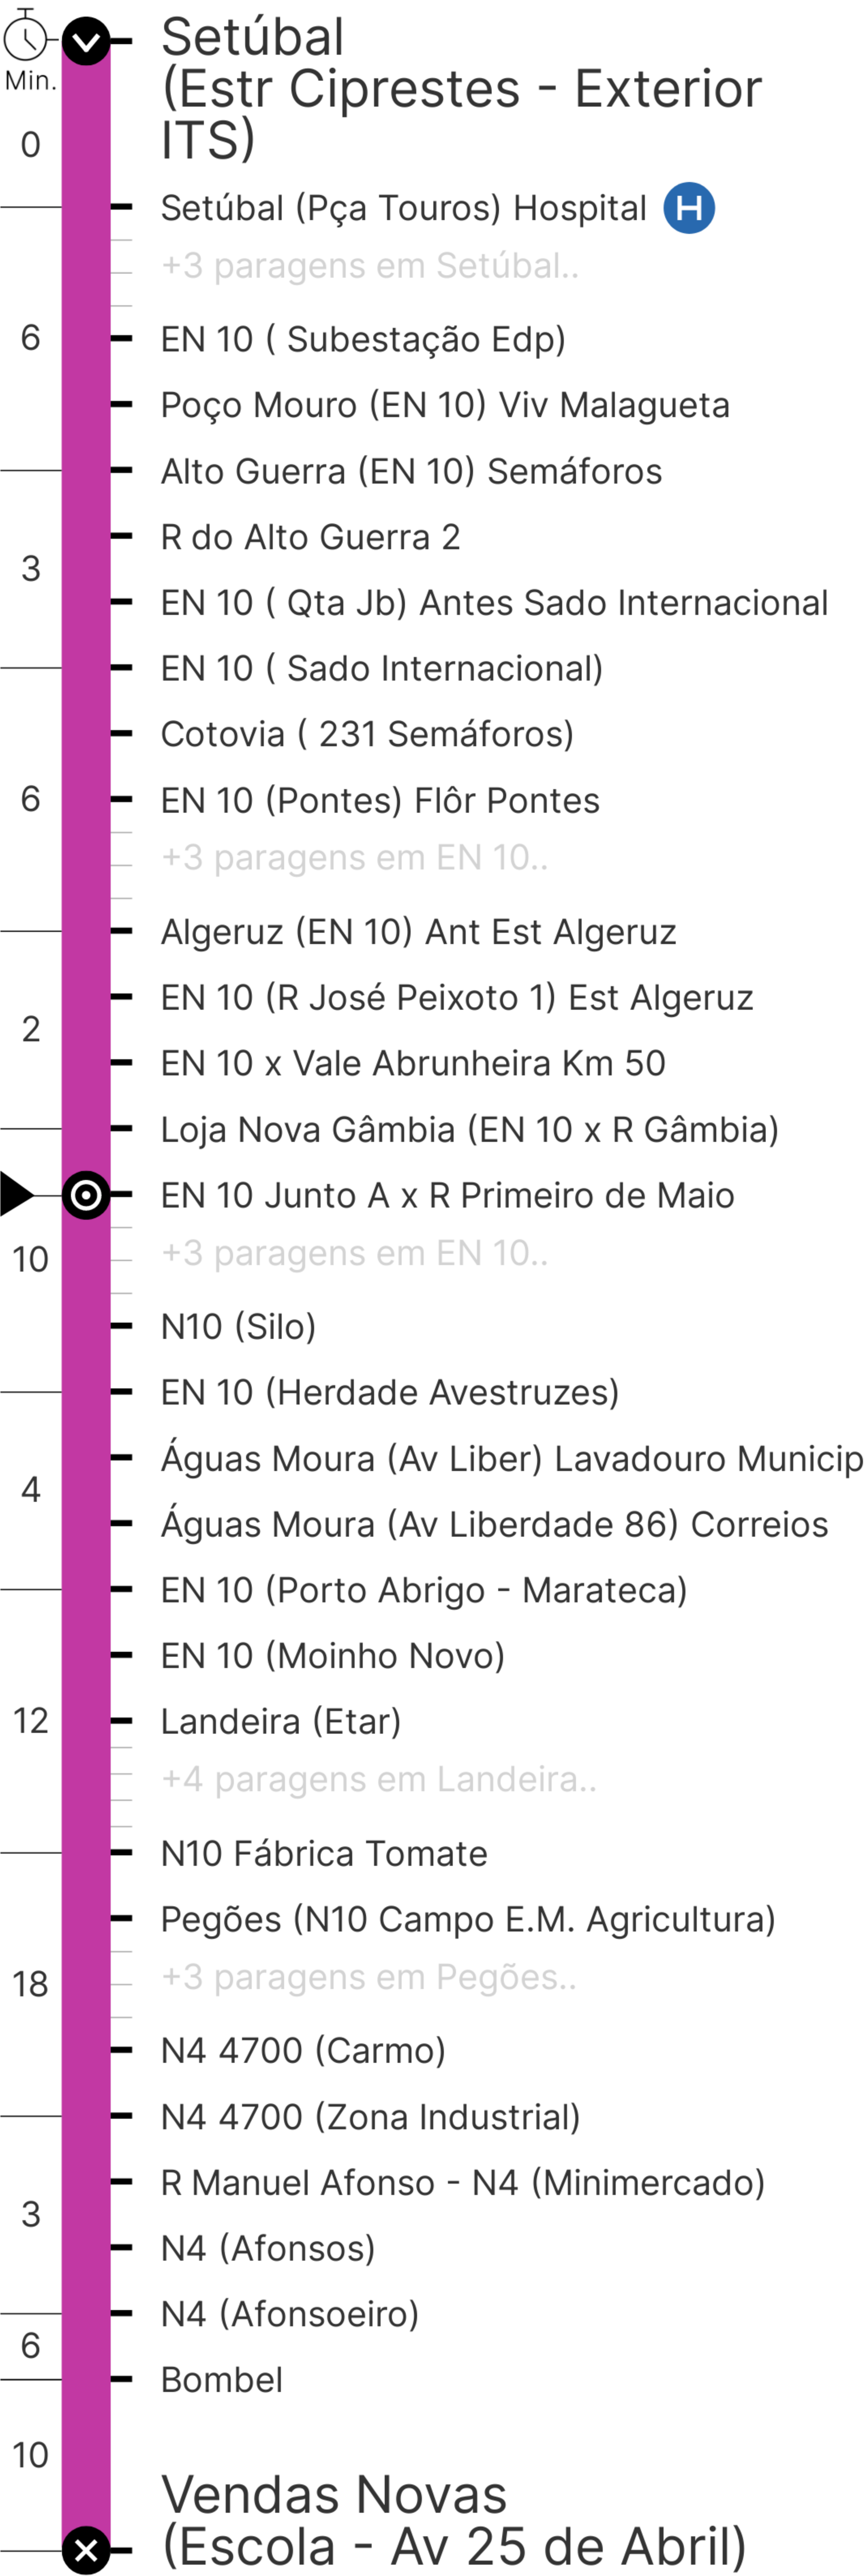 Setúbal
Min.
(Estr Ciprestes - Exterior
ITS)
0
Setúbal (Pça Touros) Hospital H
+3 paragens em Setúbal..
6
EN 10 ( Subestação Edp)
Poço Mouro (EN 10) Viv Malagueta
Alto Guerra (EN 10) Semáforos
R do Alto Guerra 2
3
EN 10 ( Qta Jb) Antes Sado Internacional
EN 10 ( Sado Internacional)
Cotovia ( 231 Semáforos)
6
EN 10 (Pontes) Flôr Pontes
+3 paragens em EN 10..
Algeruz (EN 10) Ant Est Algeruz
EN 10 (R José Peixoto 1) Est Algeruz
2
EN 10 x Vale Abrunheira Km 50
Loja Nova Gâmbia (EN 10 x R Gâmbia)
EN 10 Junto A x R Primeiro de Maio
+3 paragens em EN 10..
10
N10 (Silo)
EN 10 (Herdade Avestruzes)
Águas Moura (Av Liber) Lavadouro Municip
4
Águas Moura (Av Liberdade 86) Correios
EN 10 (Porto Abrigo - Marateca)
EN 10 (Moinho Novo)
12
Landeira (Etar)
+4 paragens em Landeira..
N10 Fábrica Tomate
Pegões (N10 Campo E.M. Agricultura)
+3 paragens em Pegões..
18
N4 4700 (Carmo)
N4 4700 (Zona Industrial)
R Manuel Afonso - N4 (Minimercado)
3
N4 (Afonsos)
N4 (Afonsoeiro)
6
Bombel
10
Vendas Novas
(Escola - Av 25 de Abril)